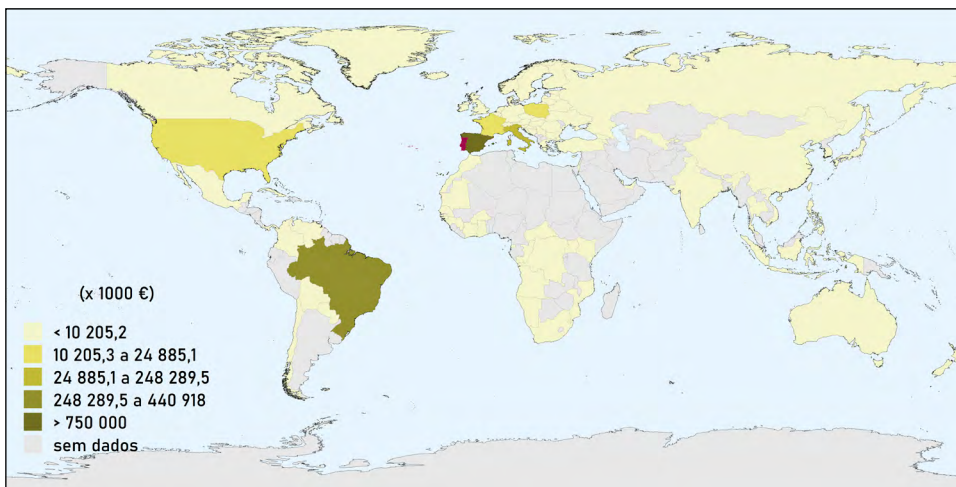 (x 1000 €)
< 10 205,2
10 205,3 a 24 885,1
24 885,1 a 248 289,5
248 289,5 a 440 918
> 750 000
sem dados